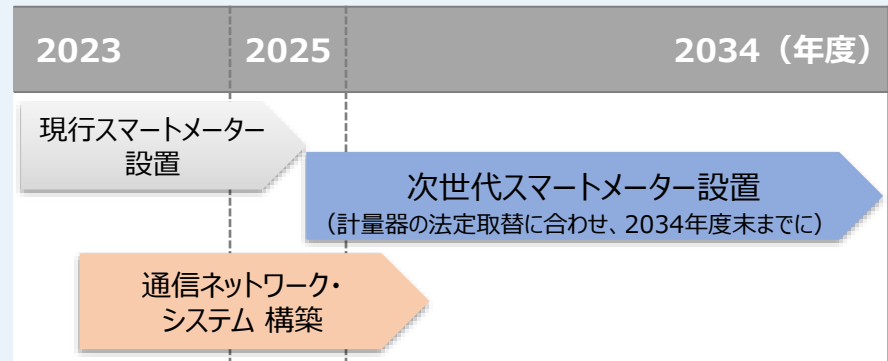 2023 2025 2034（年度）
現行スマートメーター
設置
次世代スマートメーター設置
（計量器の法定取替に合わせ、2034年度末までに）
通信ネットワーク・
システム 構築